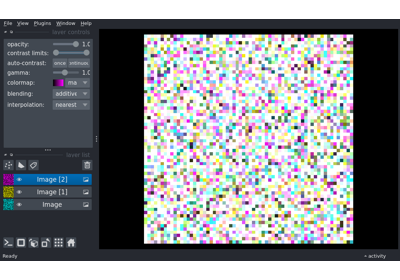 File View Plugins Window Help
layer controls
opacity: 1.0
contrast limits:
auto-contrast: once
gamma: 1.0
colormap: ma
blending: additive
interpolation: nearest
layer list
Image [2]
Image [1]
Image
Ready
activity